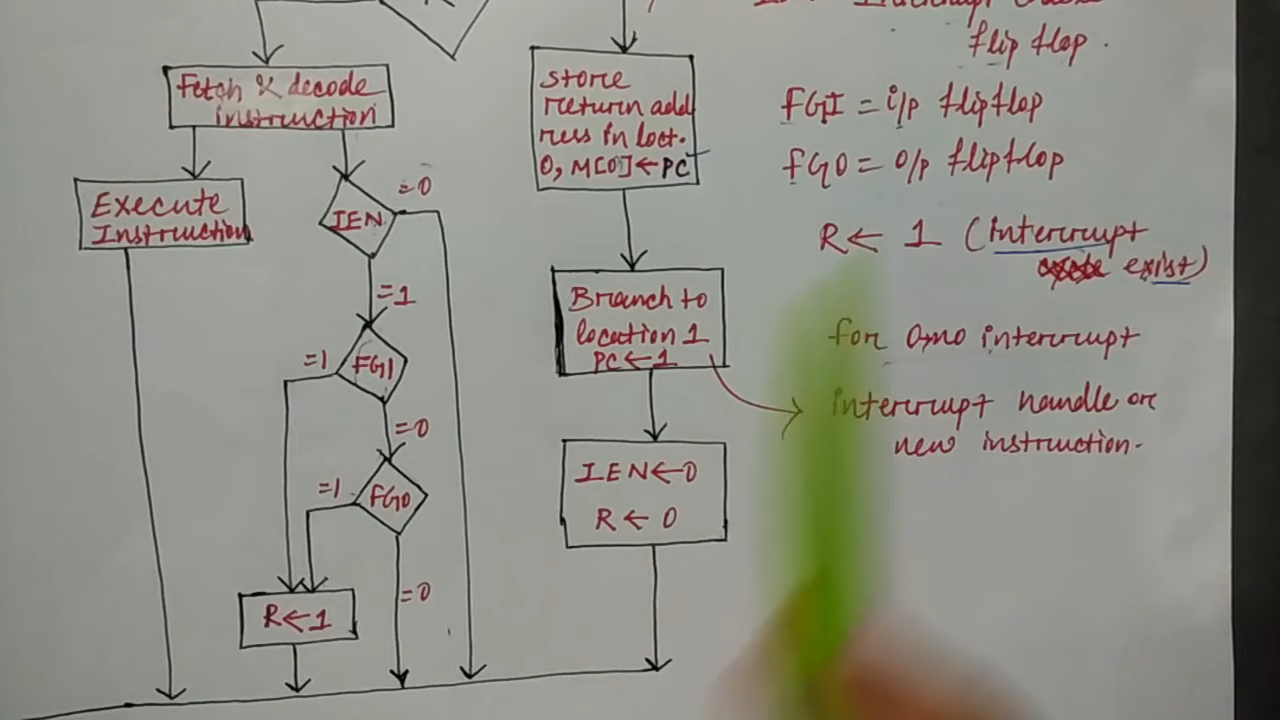 Fetch & decode
instruction
Execute
Instruction
IEN
=0
=1
FGI
=1
=0
FGO
=1
=0
R←1
Store
return add
ress in loct.
0, M[0]←PC
Branch to
location 1
PC←1
IEN←0
R←0
flip flop.
FGI = i/p flipflop
FGO = o/p flipflop
R← 1 (interrupt
exist)
for 0, no interrupt
interrupt handle or
new instruction.